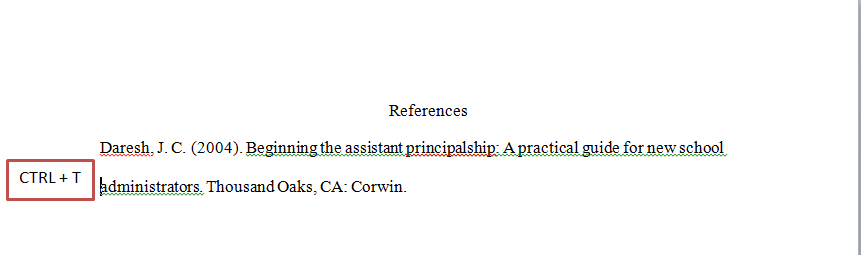 References
Daresh, J. C. (2004). Beginning the assistant principalship: A practical guide for new school
CTRL + T
administrators. Thousand Oaks, CA: Corwin.